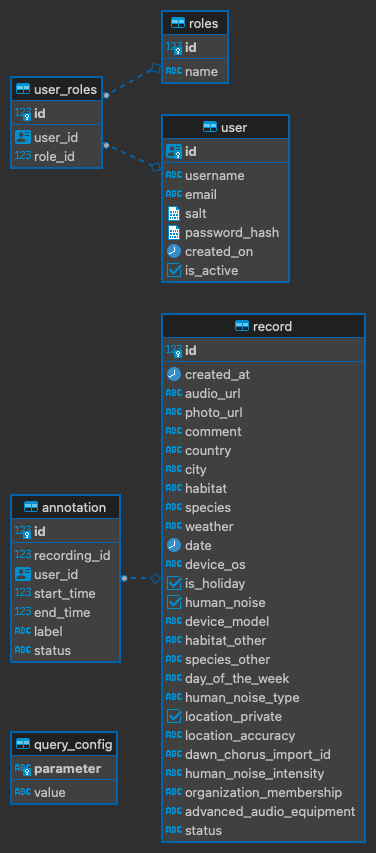 roles
123 id
ABC name
user_roles
123 id
user_id
123 role_id
user
id
ABC username
ABC email
salt
password_hash
created_on
is_active
record
123 id
created_at
ABC audio_url
ABC photo_url
ABC comment
ABC country
ABC city
ABC habitat
ABC species
ABC weather
date
ABC device_os
is_holiday
human_noise
ABC device_model
ABC habitat_other
ABC species_other
ABC day_of_the_week
ABC human_noise_type
location_private
ABC location_accuracy
ABC dawn_chorus_import_id
ABC human_noise_intensity
ABC organization_membership
ABC advanced_audio_equipment
ABC status
annotation
123 id
123 recording_id
user_id
123 start_time
123 end_time
ABC label
ABC status
query_config
ABC parameter
ABC value